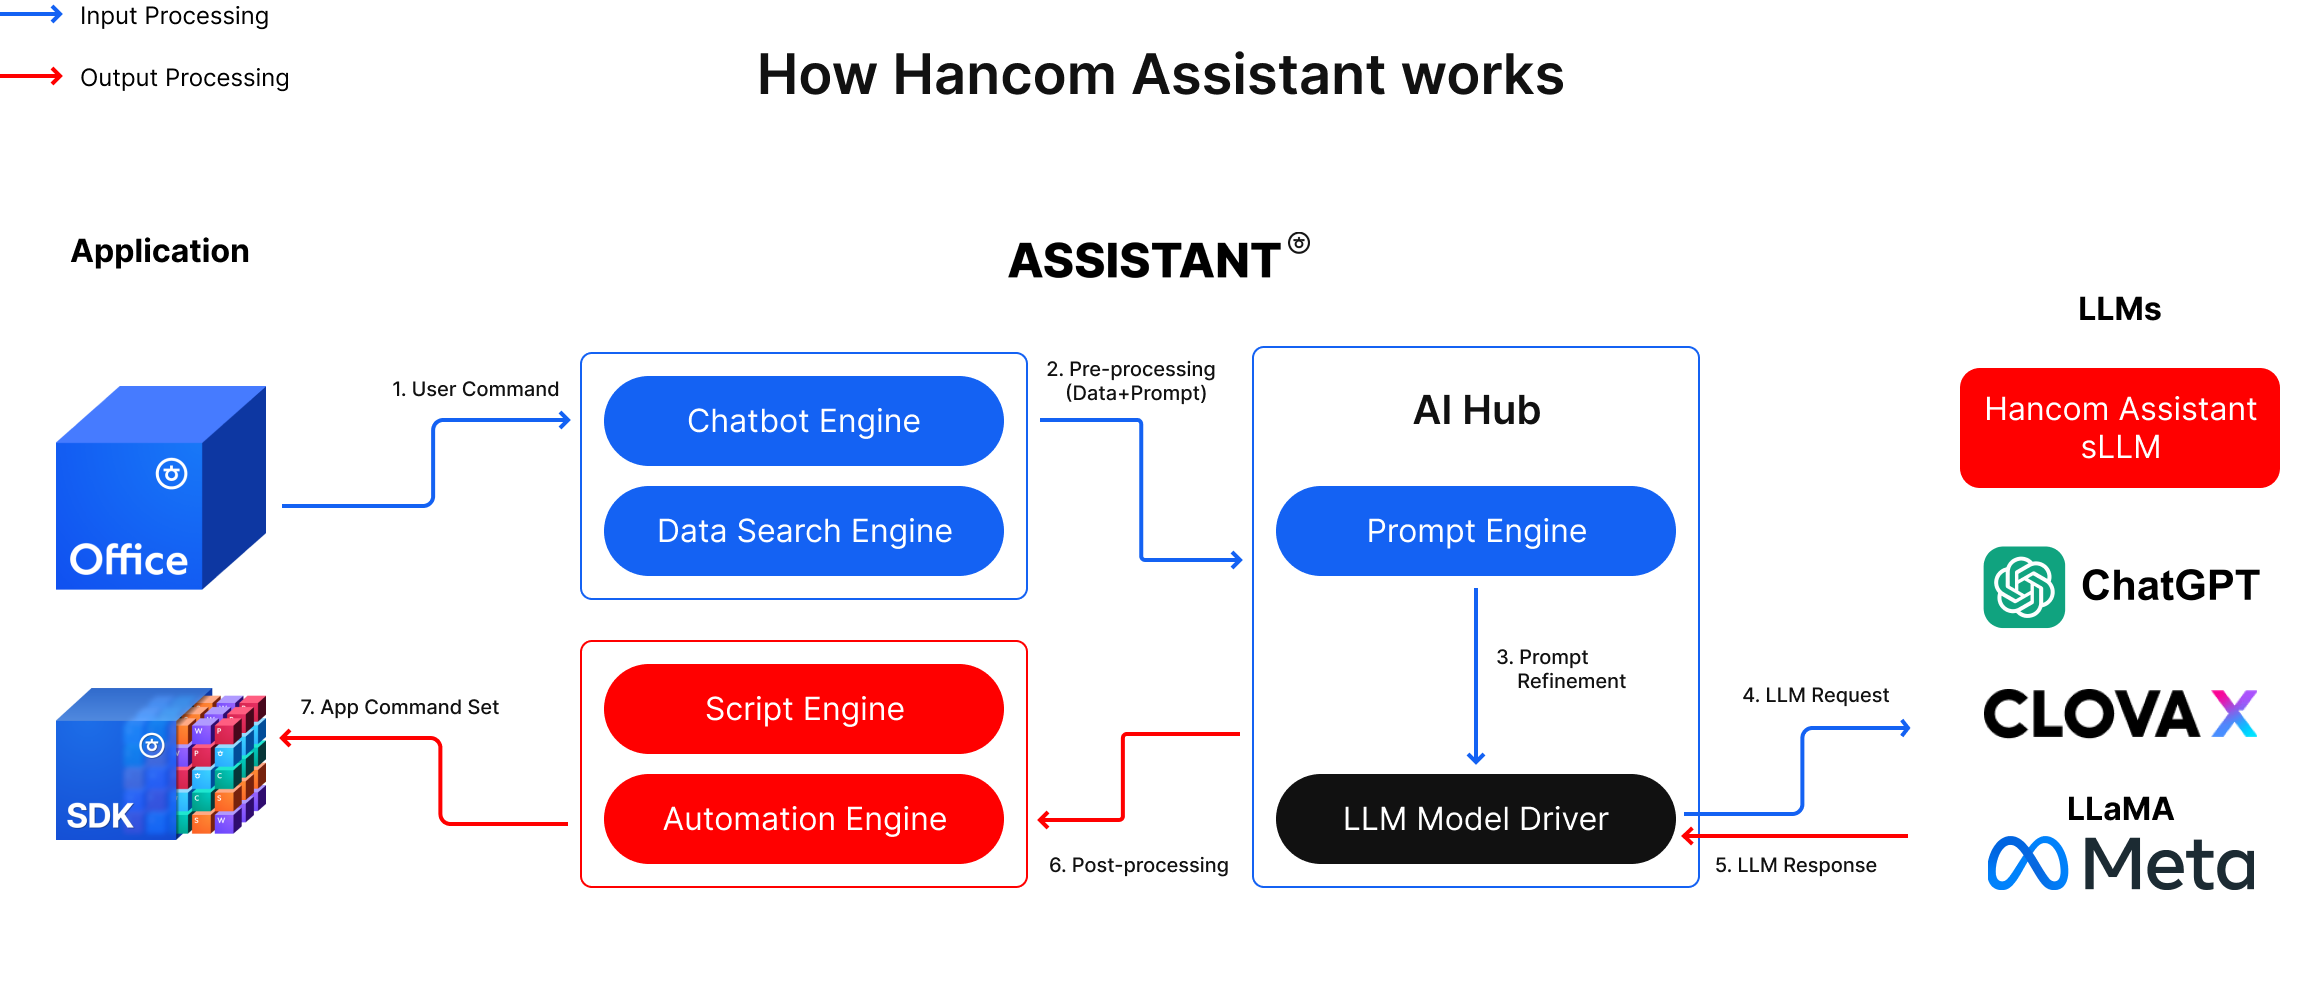 Input Processing
Output Processing
How Hancom Assistant works
Application
ASSISTANT
LLMs
1. User Command
2. Pre-processing
(Data+Prompt)
Chatbot Engine
Data Search Engine
AI Hub
Prompt Engine
Hancom Assistant
sLLM
Office
ChatGPT
3. Prompt
Refinement
4. LLM Request
CLOVA X
Script Engine
Automation Engine
7. App Command Set
SDK
LLM Model Driver
6. Post-processing
5. LLM Response
LLaMA
Meta